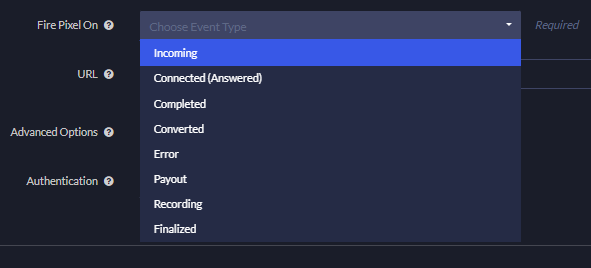 Fire Pixel On
Choose Event Type
Required
Incoming
URL
Connected (Answered)
Completed
Advanced Options
Converted
Error
Authentication
Payout
Recording
Finalized